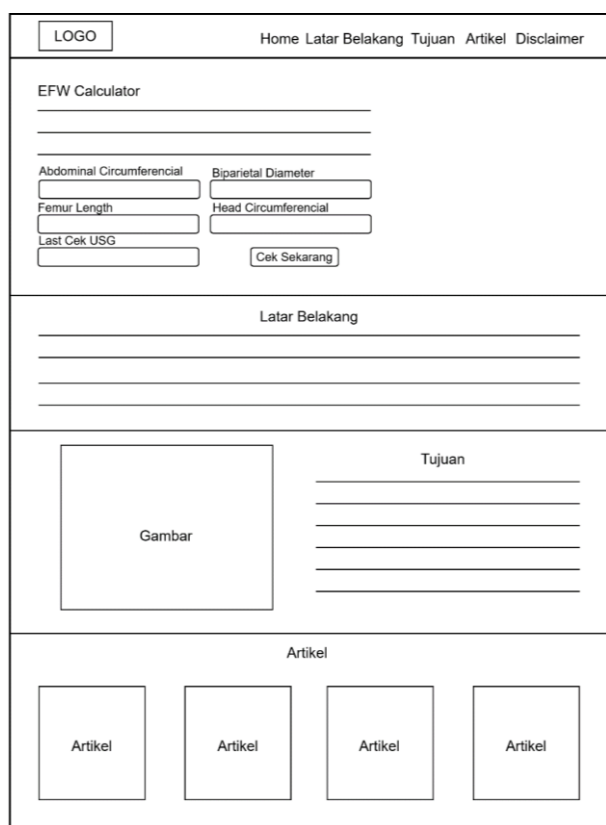 LOGO
Home Latar Belakang Tujuan Artikel Disclaimer
EFW Calculator
Abdominal Circumferencial Biparietal Diameter
Femur Length Head Circumferencial
Last Cek USG
Cek Sekarang
Latar Belakang
Gambar
Tujuan
Artikel
Artikel Artikel Artikel Artikel